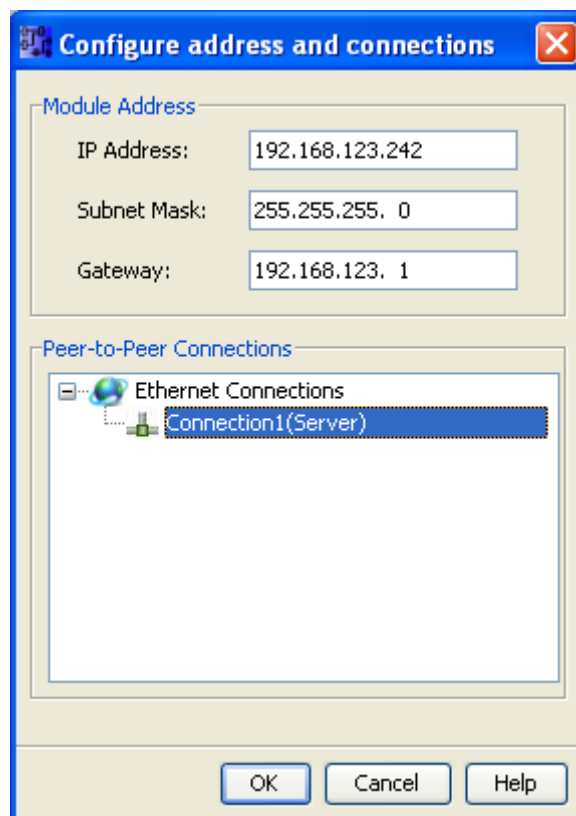 Configure address and connections
Module Address
IP Address: 192.168.123.242
Subnet Mask: 255.255.255. 0
Gateway: 192.168.123. 1
Peer-to-Peer Connections
Ethernet Connections
Connection1(Server)
OK Cancel Help